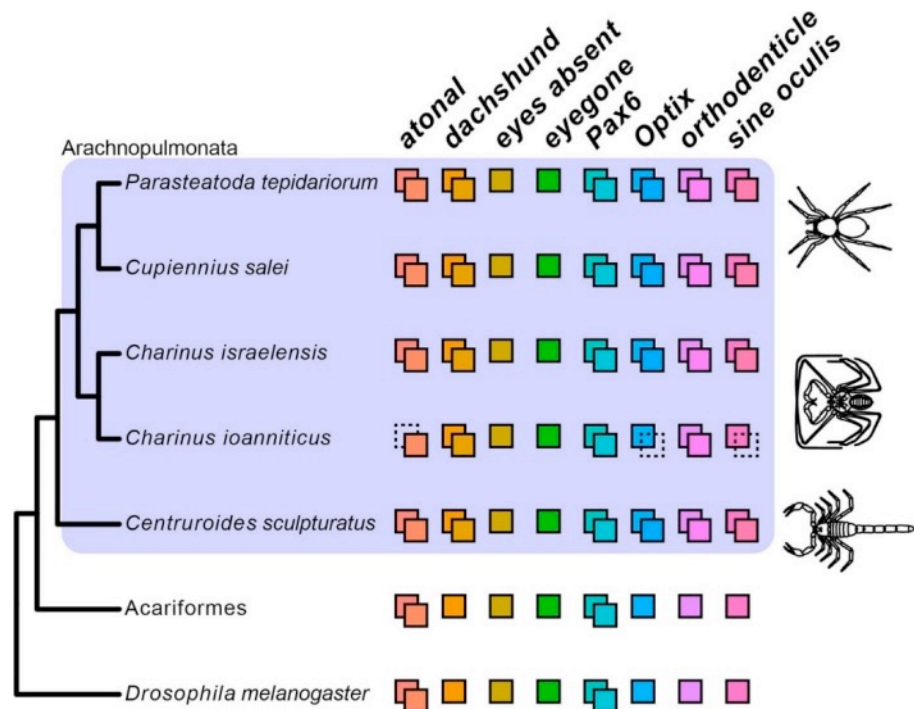 atonal
dachshund
eyes absent
eyegone
Pax6
Optix
orthodenticle
sine oculis
Arachnopulmonata
Parasteatoda tepidariorum
Cupiennius salei
Charinus israelensis
Charinus ioanniticus
Centruroides sculpturatus
Acariformes
Drosophila melanogaster